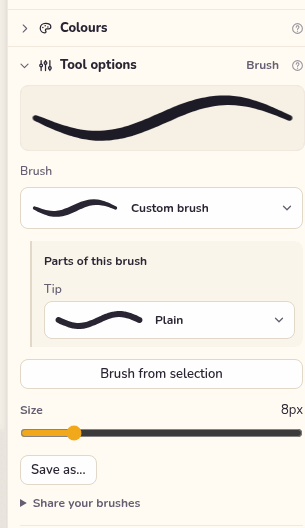 Colours
Tool options Brush
Brush
Custom brush
Parts of this brush
Tip
Plain
Brush from selection
Size 8px
Save as...
Share your brushes